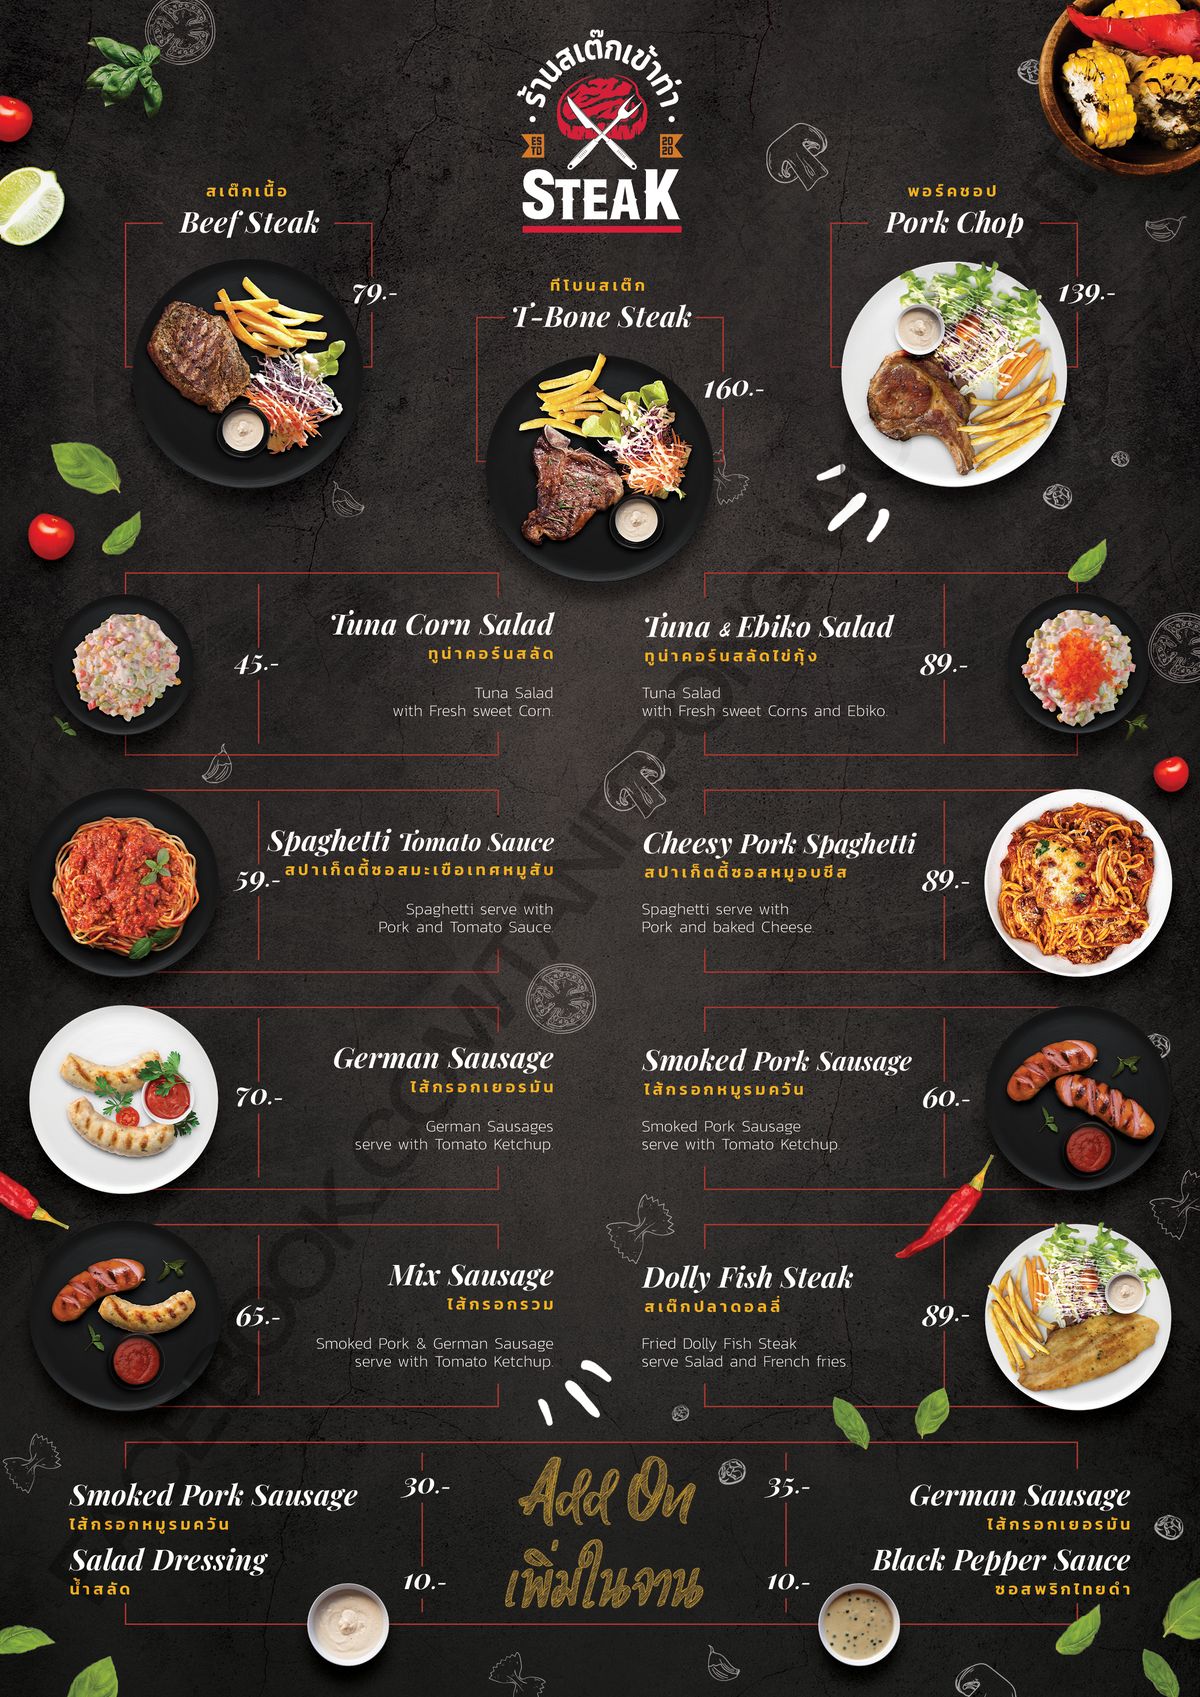 ร้านสเต๊กเข้าท่า
ESTD 2020
STEAK
สเต๊กเนื้อ
Beef Steak
79.-
ทีโบนสเต๊ก
T-Bone Steak
160.-
พอร์คชอป
Pork Chop
139.-
Tuna Corn Salad
ทูน่าคอร์นสลัด
45.-
Tuna Salad
with Fresh sweet Corn.
Tuna & Ebiko Salad
ทูน่าคอร์นสลัดไข่กุ้ง
89.-
Tuna Salad
with Fresh sweet Corns and Ebiko.
Spaghetti Tomato Sauce
สปาเก็ตตี้ซอสมะเขือเทศหมูสับ
59.-
Spaghetti serve with
Pork and Tomato Sauce.
Cheesy Pork Spaghetti
สปาเก็ตตี้ซอสหมูอบชีส
89.-
Spaghetti serve with
Pork and baked Cheese.
German Sausage
ไส้กรอกเยอรมัน
70.-
German Sausages
serve with Tomato Ketchup.
Smoked Pork Sausage
ไส้กรอกหมูรมควัน
60.-
Smoked Pork Sausage
serve with Tomato Ketchup.
Mix Sausage
ไส้กรอกรวม
65.-
Smoked Pork & German Sausage
serve with Tomato Ketchup.
Dolly Fish Steak
สเต๊กปลาดอลลี่
89.-
Fried Dolly Fish Steak
serve Salad and French fries
Add On
เพิ่มในจาน
Smoked Pork Sausage
ไส้กรอกหมูรมควัน
30.-
Salad Dressing
น้ำสลัด
10.-
German Sausage
ไส้กรอกเยอรมัน
35.-
Black Pepper Sauce
ซอสพริกไทยดำ
10.-